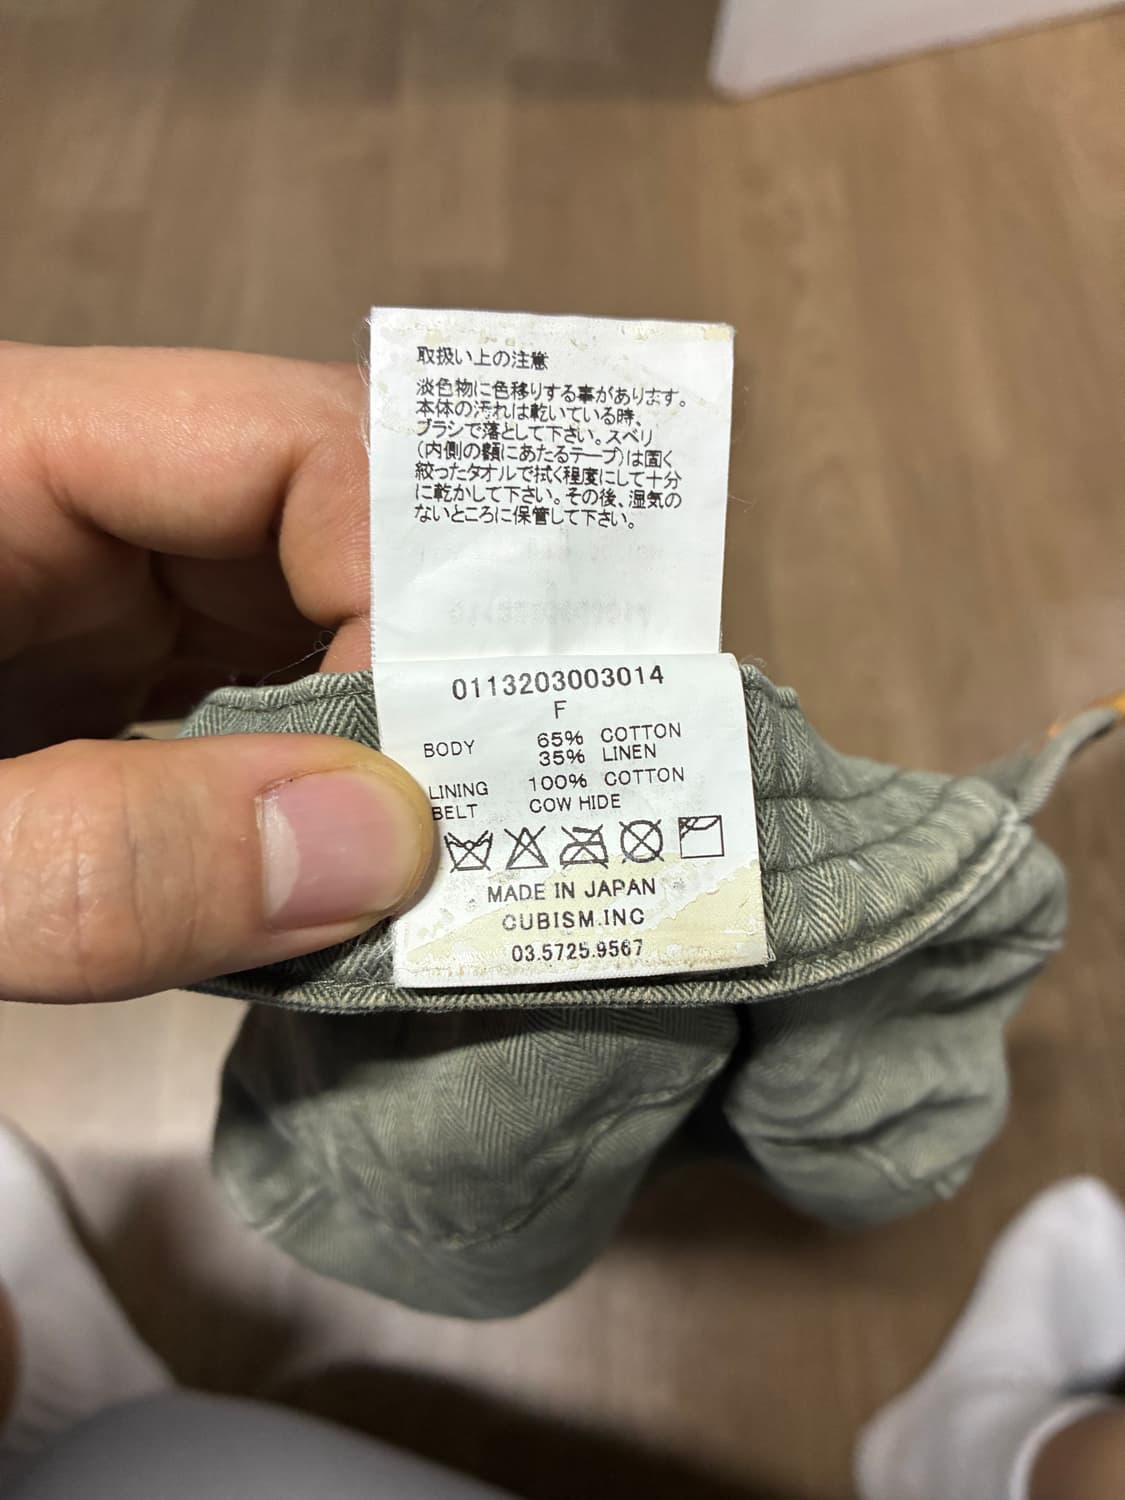 取扱い上の注意
淡色物に色移りする事があります。
本体の汚れは乾いている時、
ブラシで落として下さい。スベリ
（内側の額にあたるテープ）は固く
絞ったタオルで拭く程度にして十分
に乾かして下さい。その後、湿気の
ないところに保管して下さい。
0113203003014
F
BODY 65% COTTON
35% LINEN
LINING 100% COTTON
BELT COW HIDE
MADE IN JAPAN
CUBISM.INC
03.5725.9567